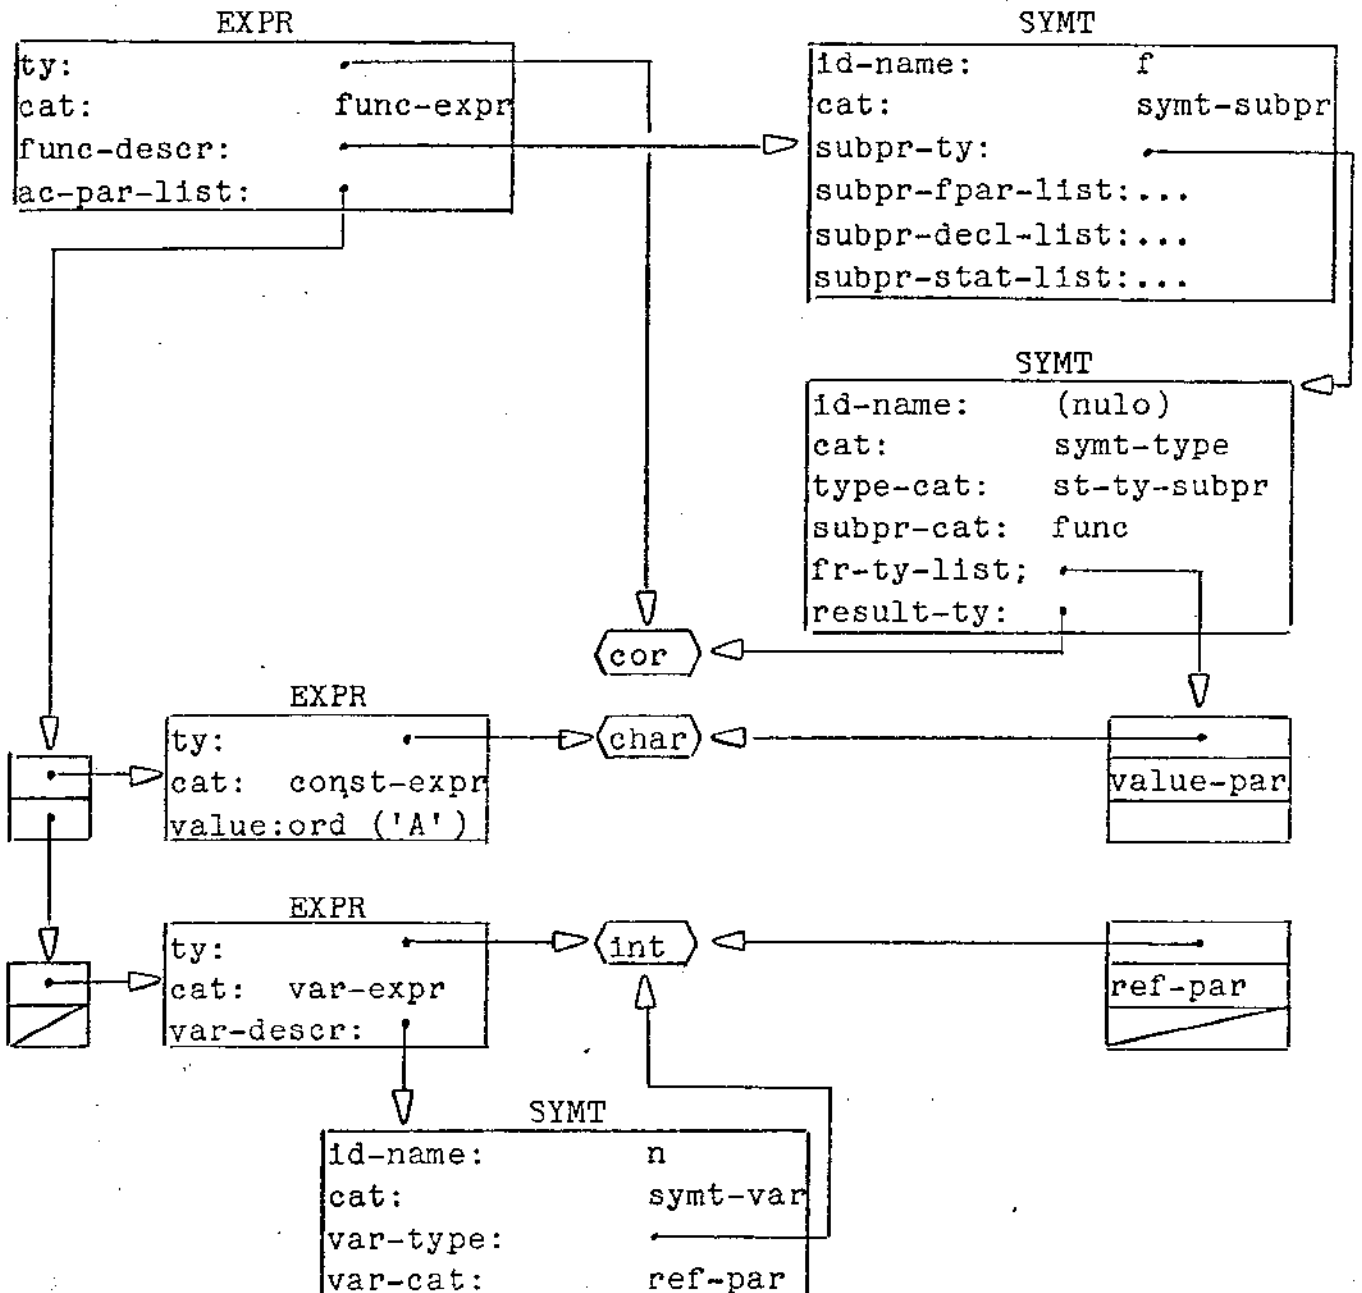 EXPR
ty:
cat: func-expr
func-descr:
ac-par-list:
SYMT
id-name: f
cat: symt-subpr
subpr-ty:
subpr-fpar-list:...
subpr-decl-list:...
subpr-stat-list:...
SYMT
id-name: (nulo)
cat: symt-type
type-cat: st-ty-subpr
subpr-cat: func
fr-ty-list;
result-ty:
cor
EXPR
ty:
cat: const-expr
value:ord ('A')
char
value-par
EXPR
ty:
cat: var-expr
var-descr:
int
ref-par
SYMT
id-name: n
cat: symt-var
var-type:
var-cat: ref-par